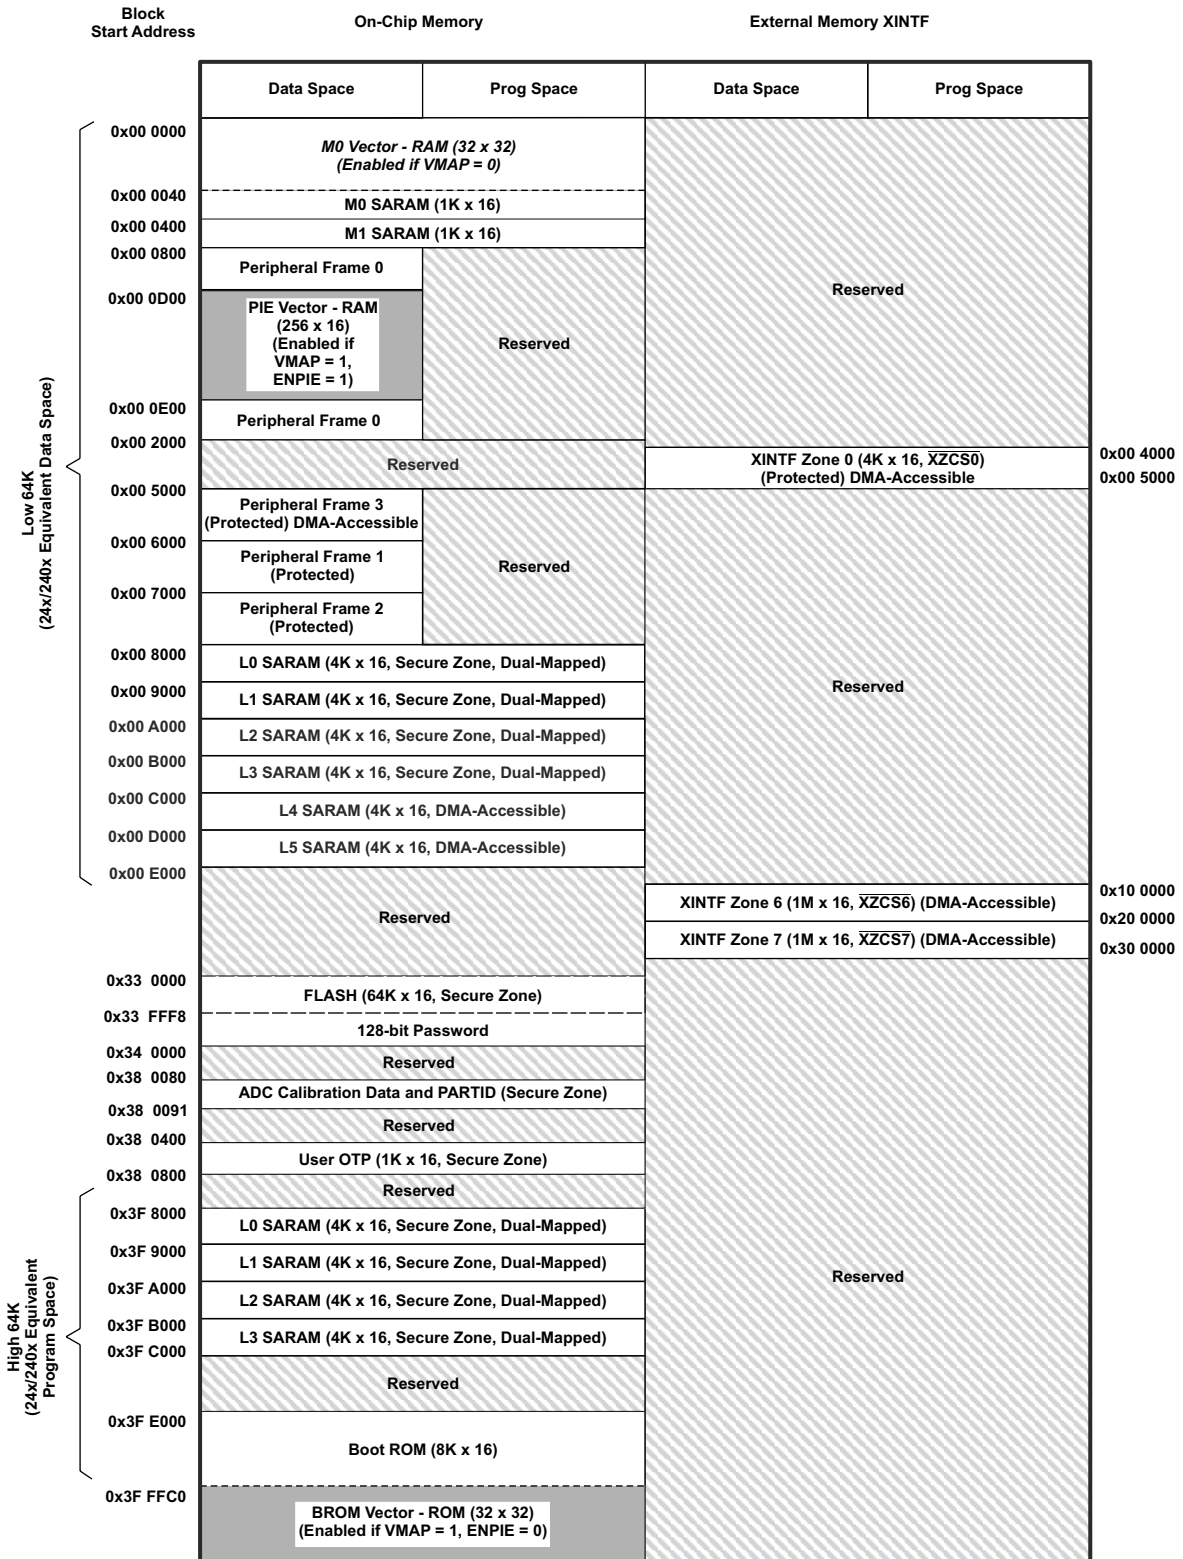 Block
Start Address
On-Chip Memory
External Memory XINTF
Data Space
Prog Space
Data Space
Prog Space
0x00 0000
M0 Vector - RAM (32 x 32)
(Enabled if VMAP = 0)
0x00 0040
M0 SARAM (1K x 16)
0x00 0400
M1 SARAM (1K x 16)
0x00 0800
Peripheral Frame 0
Reserved
0x00 0D00
PIE Vector - RAM
(256 x 16)
(Enabled if
VMAP = 1,
ENPIE = 1)
Reserved
0x00 0E00
Peripheral Frame 0
0x00 2000
Reserved
XINTF Zone 0 (4K x 16, XZCS0)
(Protected) DMA-Accessible
0x00 4000
0x00 5000
Low 64K
(24x/240x Equivalent Data Space)
0x00 5000
Peripheral Frame 3
(Protected) DMA-Accessible
0x00 6000
Peripheral Frame 1
(Protected)
Reserved
0x00 7000
Peripheral Frame 2
(Protected)
0x00 8000
L0 SARAM (4K x 16, Secure Zone, Dual-Mapped)
Reserved
0x00 9000
L1 SARAM (4K x 16, Secure Zone, Dual-Mapped)
0x00 A000
L2 SARAM (4K x 16, Secure Zone, Dual-Mapped)
0x00 B000
L3 SARAM (4K x 16, Secure Zone, Dual-Mapped)
0x00 C000
L4 SARAM (4K x 16, DMA-Accessible)
0x00 D000
L5 SARAM (4K x 16, DMA-Accessible)
0x00 E000
Reserved
0x10 0000
XINTF Zone 6 (1M x 16, XZCS6) (DMA-Accessible)
0x20 0000
XINTF Zone 7 (1M x 16, XZCS7) (DMA-Accessible)
0x30 0000
0x33 0000
FLASH (64K x 16, Secure Zone)
0x33 FFF8
128-bit Password
0x34 0000
Reserved
0x38 0080
ADC Calibration Data and PARTID (Secure Zone)
0x38 0091
Reserved
0x38 0400
User OTP (1K x 16, Secure Zone)
0x38 0800
Reserved
0x3F 8000
L0 SARAM (4K x 16, Secure Zone, Dual-Mapped)
0x3F 9000
L1 SARAM (4K x 16, Secure Zone, Dual-Mapped)
Reserved
0x3F A000
L2 SARAM (4K x 16, Secure Zone, Dual-Mapped)
0x3F B000
L3 SARAM (4K x 16, Secure Zone, Dual-Mapped)
0x3F C000
High 64K
(24x/240x Equivalent
Program Space)
Reserved
0x3F E000
Boot ROM (8K x 16)
0x3F FFC0
BROM Vector - ROM (32 x 32)
(Enabled if VMAP = 1, ENPIE = 0)